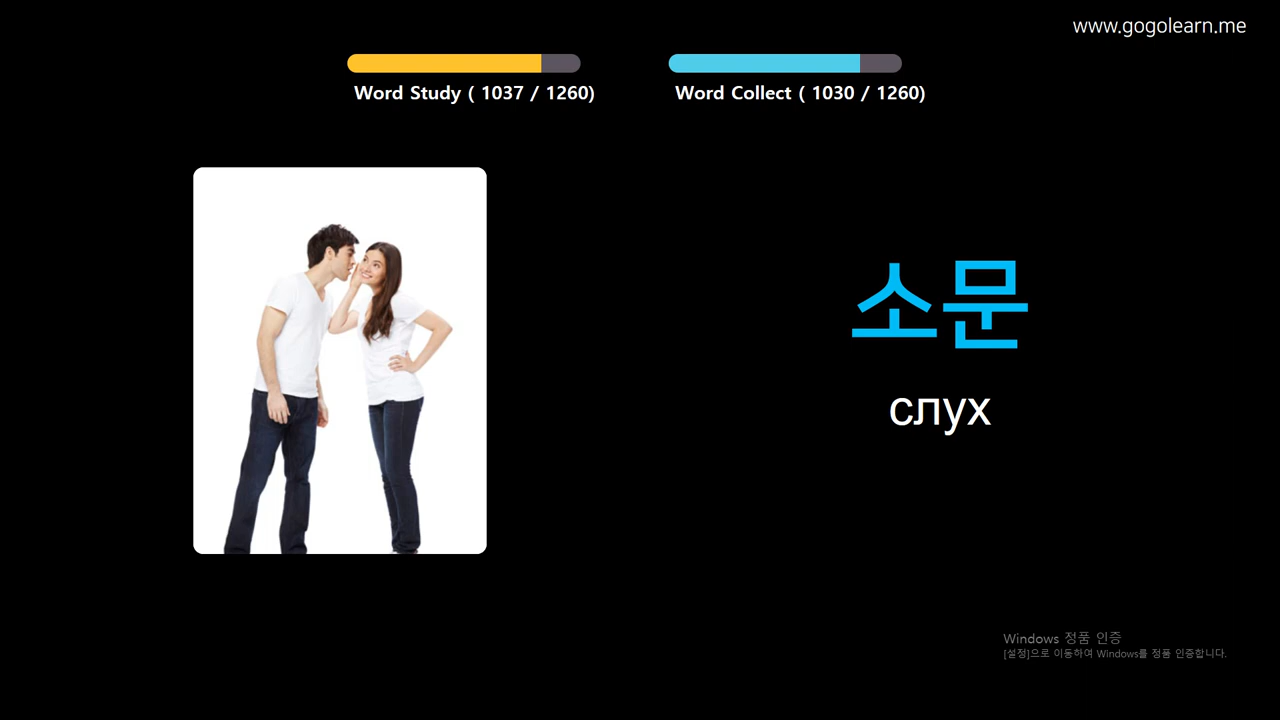 www.gogolearn.me
Word Study ( 1037 / 1260)
Word Collect ( 1030 / 1260)
소문
слух
Windows 정품 인증
[설정]으로 이동하여 Windows를 정품 인증합니다.